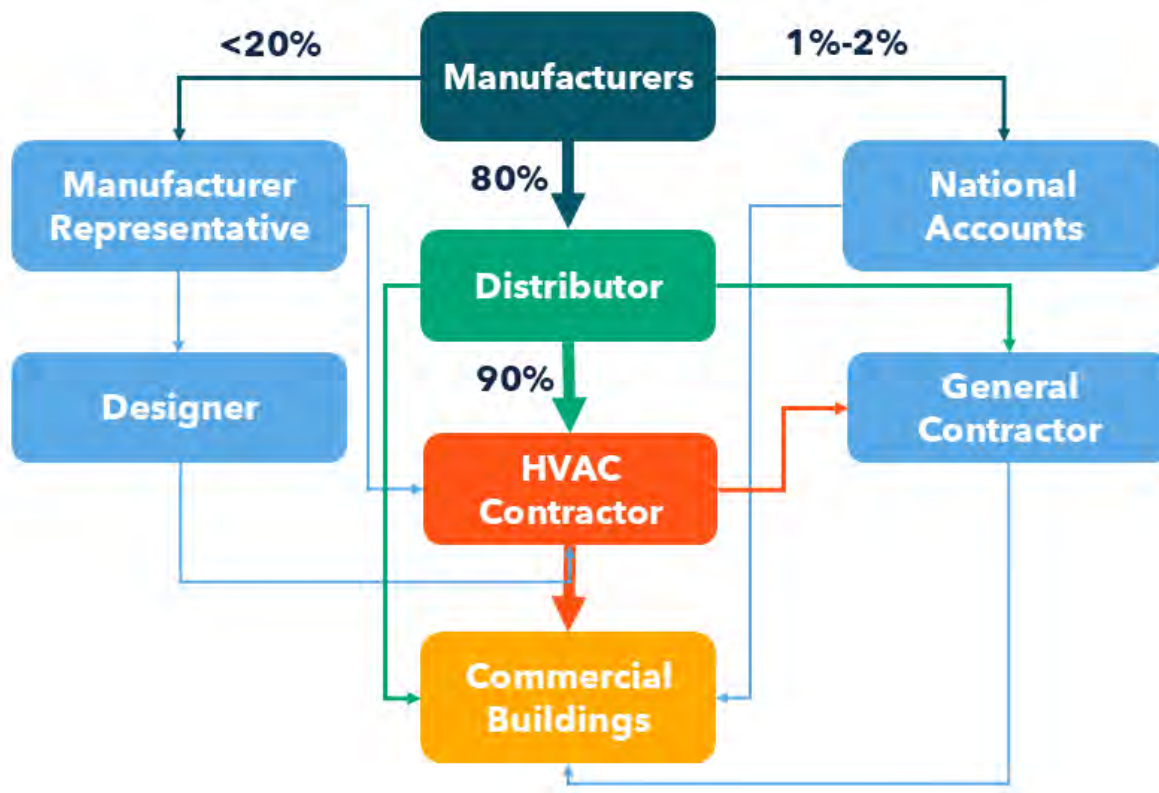 <20%
Manufacturers
1%-2%
Manufacturer
Representative
80%
National
Accounts
Distributor
Designer
90%
General
Contractor
HVAC
Contractor
Commercial
Buildings